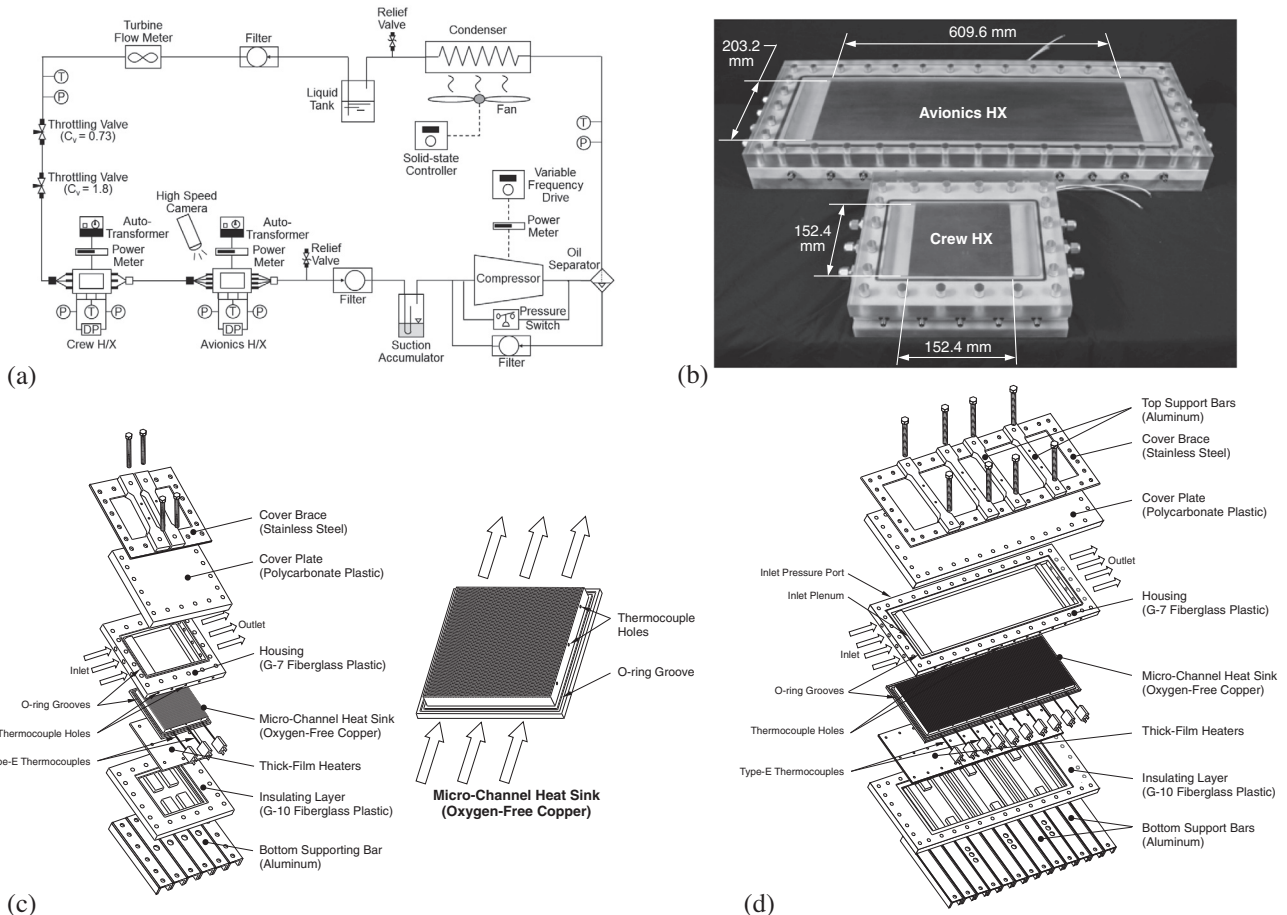 Turbine
Flow Meter
Filter
Relief
Valve
Condenser
T
P
Liquid
Tank
Fan
Throttling Valve
(Cv = 0.73)
Solid-state
Controller
T
P
Throttling Valve
(Cv = 1.8)
High Speed
Camera
Variable
Frequency
Drive
Auto-
Transformer
Auto-
Transformer
Power
Meter
Power
Meter
Relief
Valve
Power
Meter
Oil
Separator
Compressor
Filter
P
T
P
DP
P
T
P
DP
Pressure
Switch
Crew H/X
Avionics H/X
Suction
Accumulator
Filter
(a)
609.6 mm
203.2
mm
Avionics HX
152.4
mm
Crew HX
152.4 mm
(b)
Cover Brace
(Stainless Steel)
Cover Plate
(Polycarbonate Plastic)
Outlet
Inlet
Housing
(G-7 Fiberglass Plastic)
O-ring Grooves
Micro-Channel Heat Sink
(Oxygen-Free Copper)
Thermocouple Holes
ype-E Thermocouples
Thick-Film Heaters
Insulating Layer
(G-10 Fiberglass Plastic)
Bottom Supporting Bar
(Aluminum)
Thermocouple
Holes
O-ring Groove
Micro-Channel Heat Sink
(Oxygen-Free Copper)
(c)
Top Support Bars
(Aluminum)
Cover Brace
(Stainless Steel)
Cover Plate
(Polycarbonate Plastic)
Outlet
Inlet Pressure Port
Inlet Plenum
Housing
(G-7 Fiberglass Plastic)
Inlet
Micro-Channel Heat Sink
(Oxygen-Free Copper)
O-ring Grooves
Thermocouple Holes
Thick-Film Heaters
Type-E Thermocouples
Insulating Layer
(G-10 Fiberglass Plastic)
Bottom Support Bars
(Aluminum)
(d)